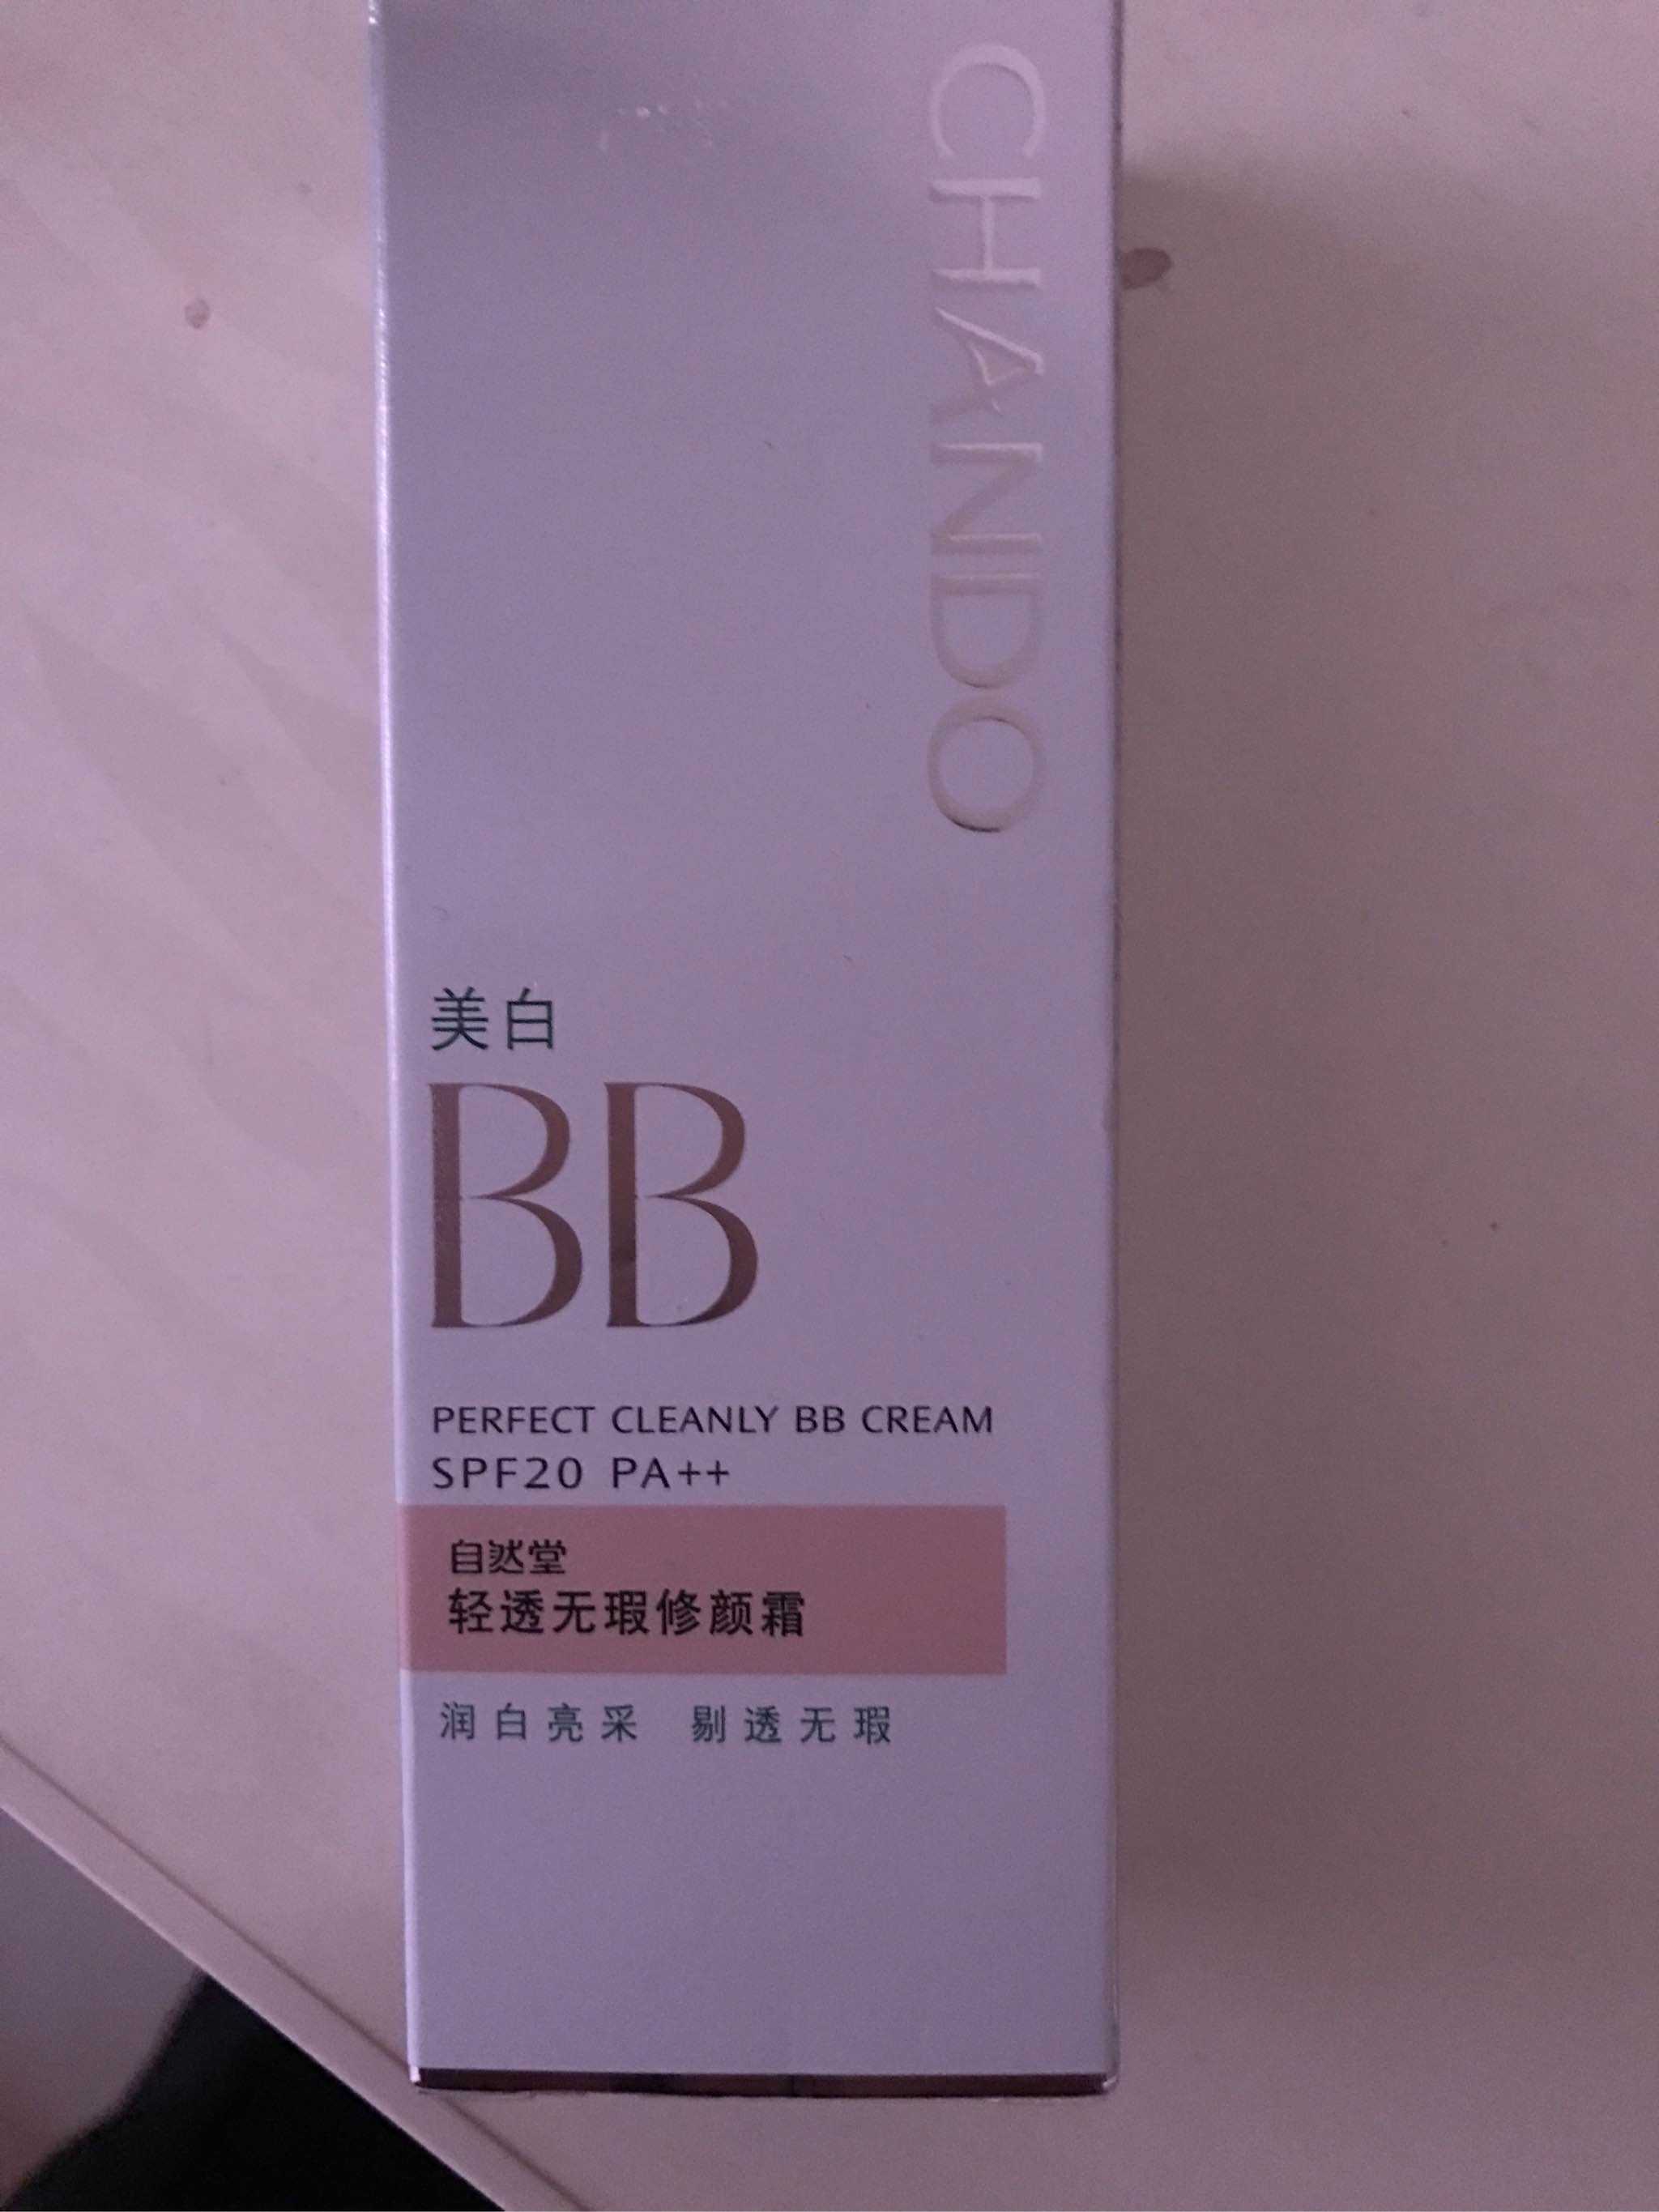 CHANDO
美白
BB
PERFECT CLEANLY BB CREAM
SPF20 PA++
自然堂
轻透无瑕修颜霜
润白亮采 剔透无瑕